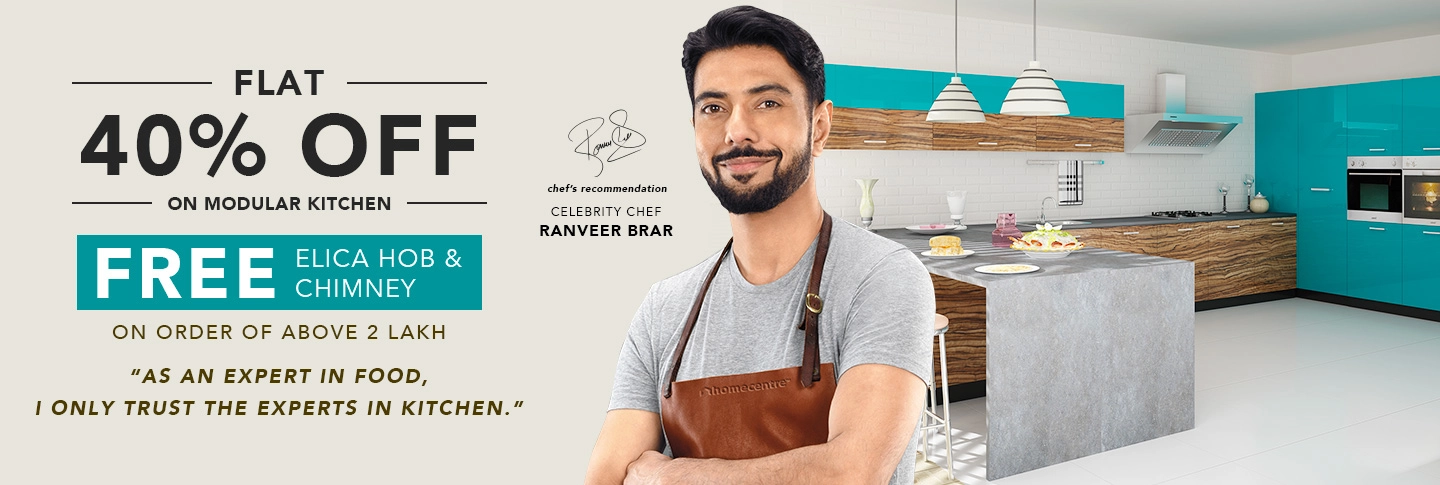 FLAT
40% OFF
ON MODULAR KITCHEN
FREE
ELICA HOB &
CHIMNEY
ON ORDER OF ABOVE 2 LAKH
“AS AN EXPERT IN FOOD,
I ONLY TRUST THE EXPERTS IN KITCHEN.”
chef's recommendation
CELEBRITY CHEF
RANVEER BRAR
homecentre